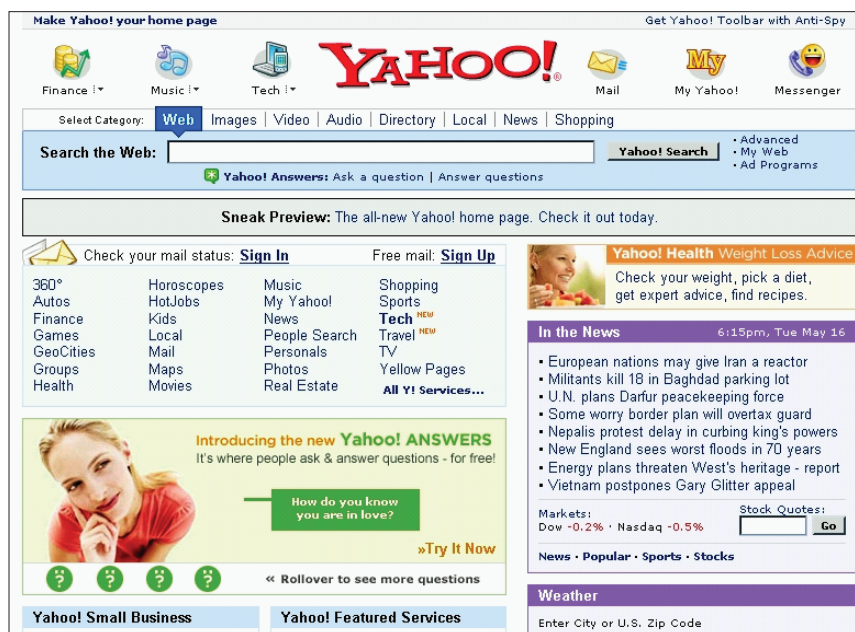 Make Yahoo! your home page
Get Yahoo! Toolbar with Anti-Spy
YAHOO!®
Finance
Music
Tech
Mail
My
My Yahoo!
Messenger
Select Category: Web Images | Video | Audio | Directory | Local | News | Shopping
Search the Web:
Yahoo! Search
· Advanced
· My Web
· Ad Programs
Yahoo! Answers: Ask a question | Answer questions
Sneak Preview: The all-new Yahoo! home page. Check it out today.
Check your mail status: Sign In
Free mail: Sign Up
360° Horoscopes Music Shopping
Autos HotJobs My Yahoo! Sports
Finance Kids News Tech NEW
Games Local People Search Travel NEW
GeoCities Mail Personals TV
Groups Maps Photos Yellow Pages
Health Movies Real Estate All Y! Services...
Introducing the new Yahoo! ANSWERS
It's where people ask & answer questions - for free!
How do you know
you are in love?
»Try It Now
? ? ? ?
« Rollover to see more questions
Yahoo! Small Business
Yahoo! Featured Services
Yahoo! Health Weight Loss Advice
Check your weight, pick a diet,
get expert advice, find recipes.
In the News
6:15pm, Tue May 16
• European nations may give Iran a reactor
• Militants kill 18 in Baghdad parking lot
• U.N. plans Darfur peacekeeping force
• Some worry border plan will overtax guard
• Nepalis protest delay in curbing king's powers
• New England sees worst floods in 70 years
• Energy plans threaten West's heritage - report
• Vietnam postpones Gary Glitter appeal
Markets:
Dow -0.2% · Nasdaq -0.5%
Stock Quotes:
Go
News · Popular · Sports · Stocks
Weather
Enter City or U.S. Zip Code